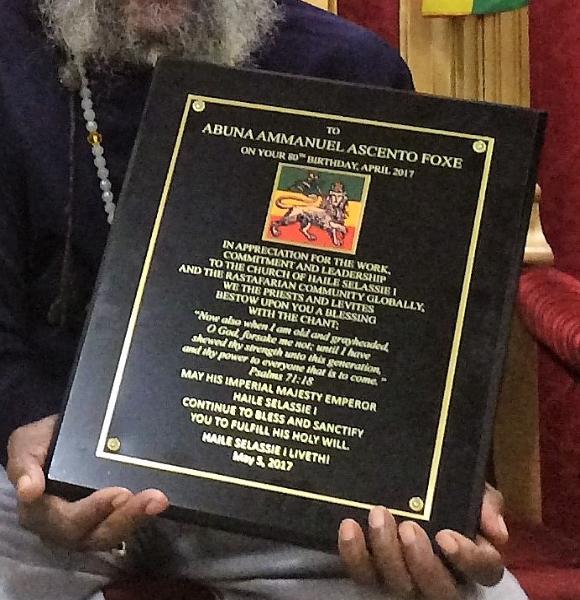 TO
ABUNA AMMANUEL ASCENTO FOXE
ON YOUR 80TH BIRTHDAY, APRIL 2017
IN APPRECIATION FOR THE WORK,
COMMITMENT AND LEADERSHIP
TO THE CHURCH OF HAILE SELASSIE I
AND THE RASTAFARIAN COMMUNITY GLOBALLY,
WE THE PRIESTS AND LEVITES
BESTOW UPON YOU A BLESSING
WITH THE CHANT:
"Now also when I am old and grayheaded,
O God, forsake me not; until I have
shewed thy strength unto this generation,
and thy power to everyone that is to come."
Psalms 71:18
MAY HIS IMPERIAL MAJESTY EMPEROR
HAILE SELASSIE I
CONTINUE TO BLESS AND SANCTIFY
YOU TO FULFILL HIS HOLY WILL.
HAILE SELASSIE I LIVETH!
May 5, 2017